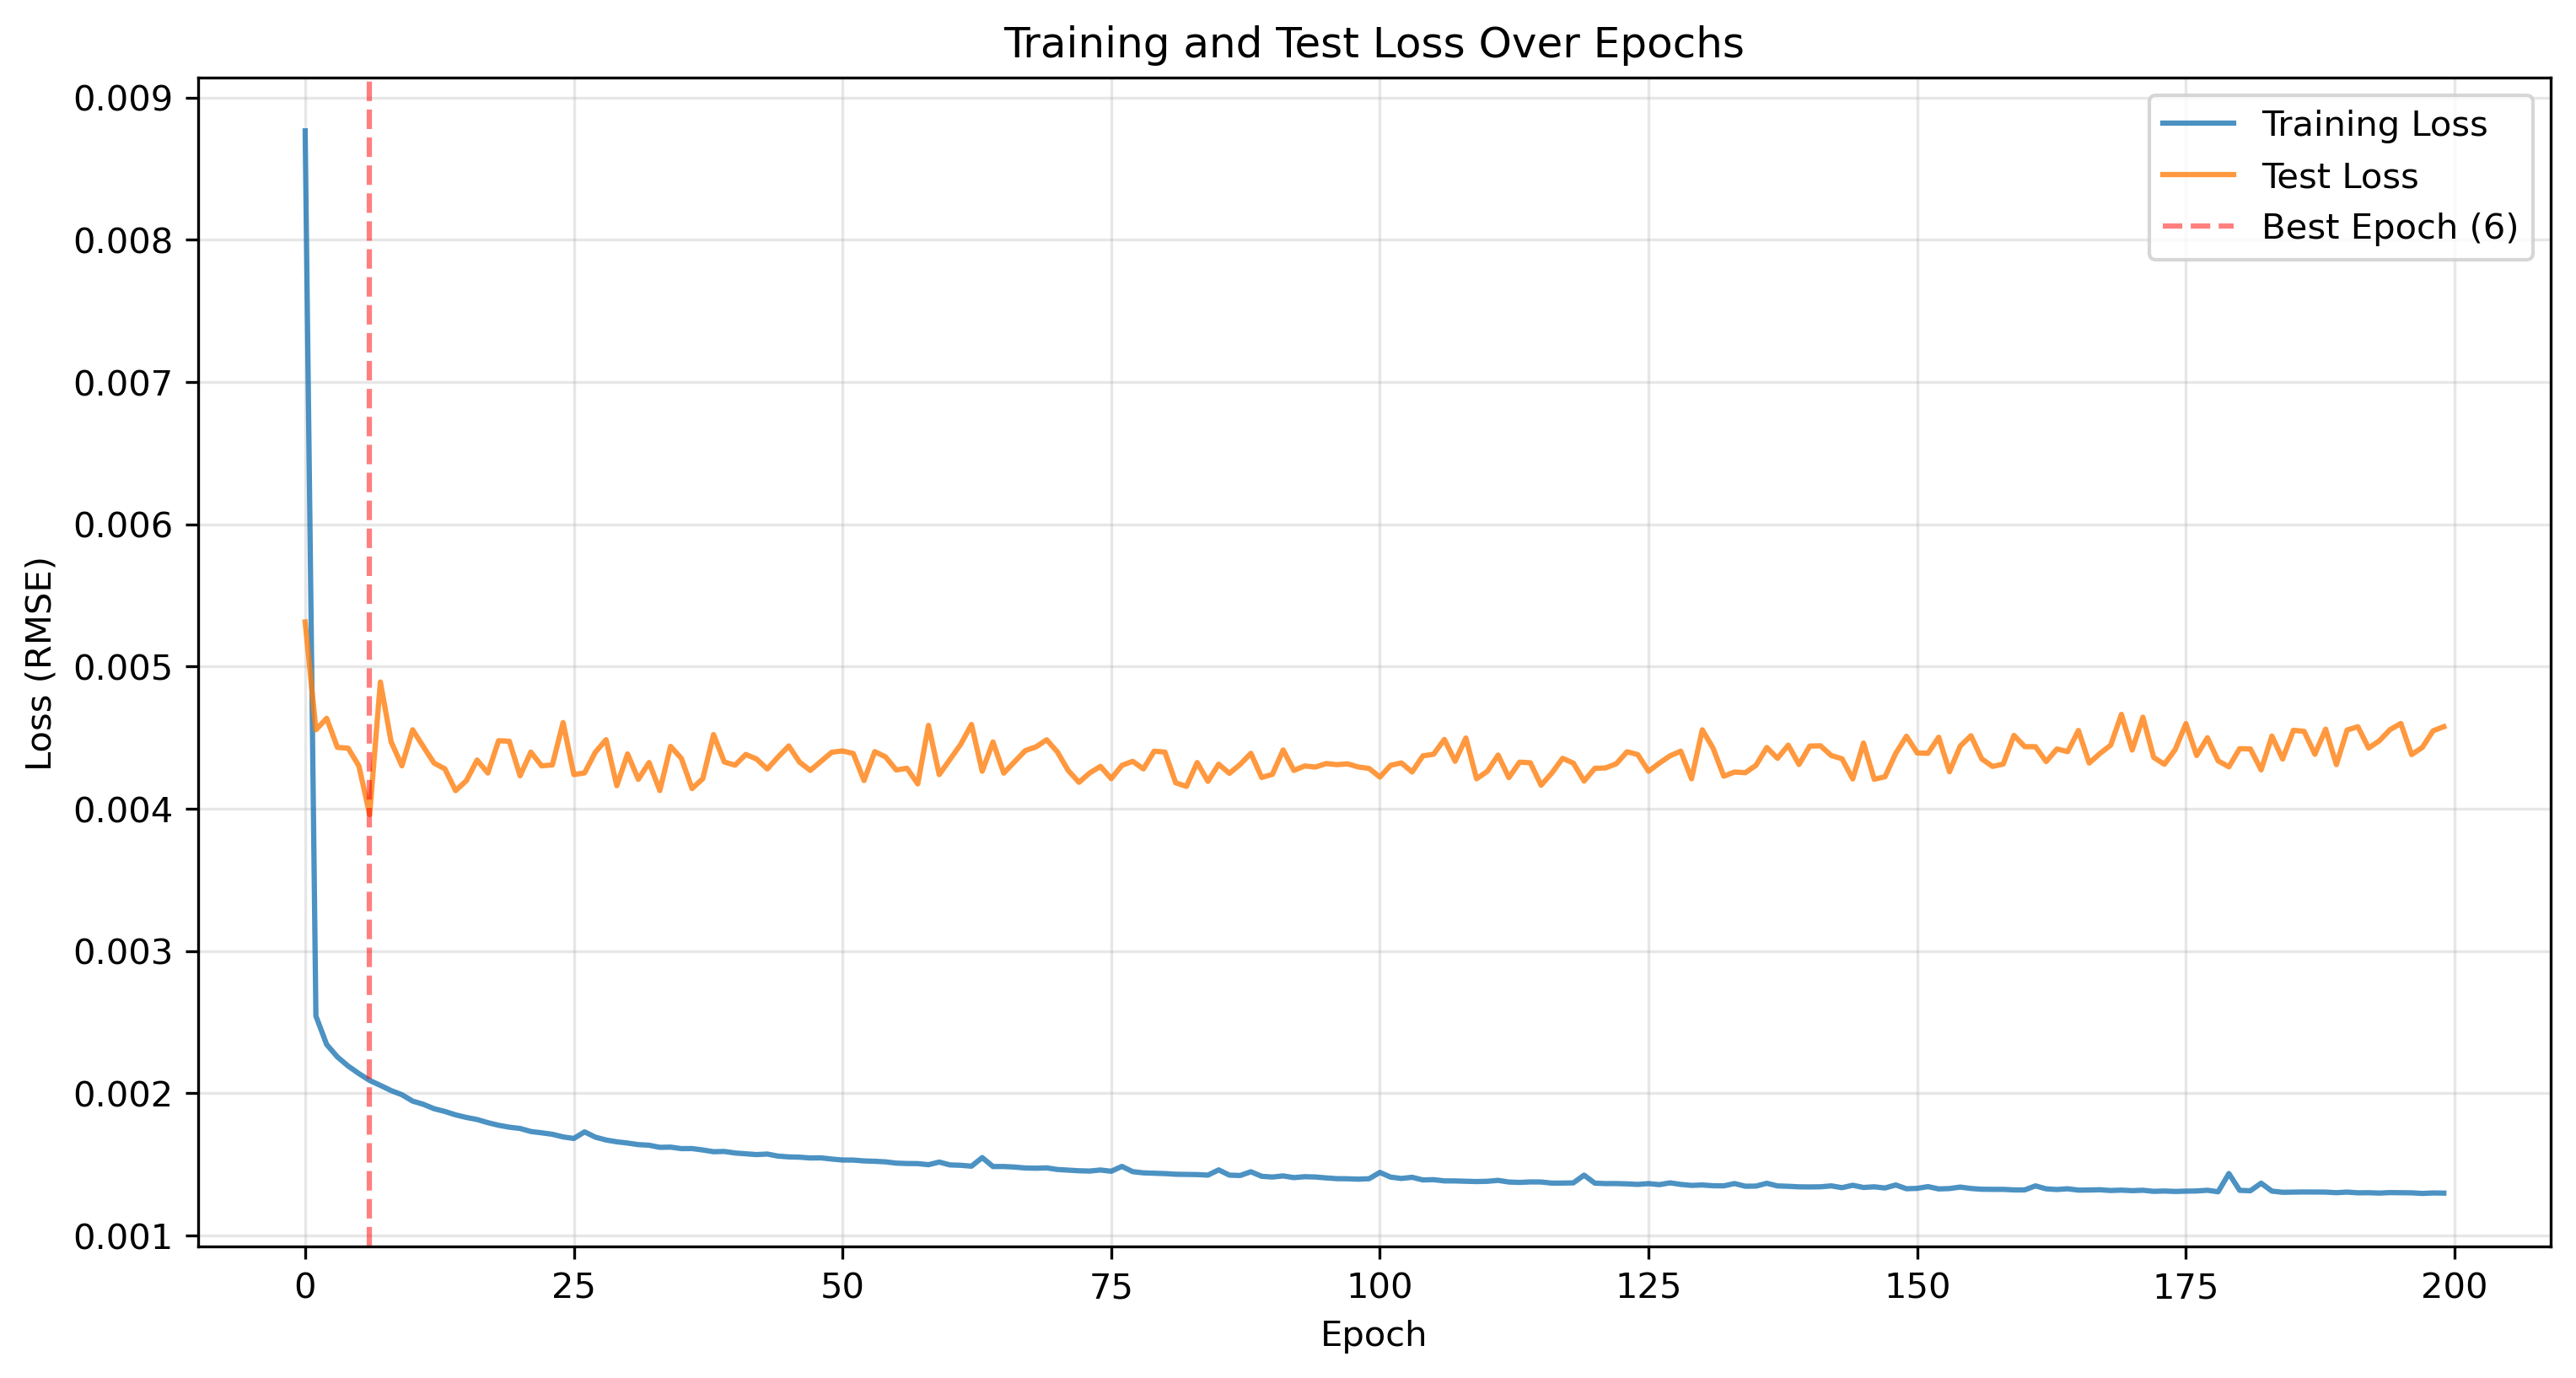 Training and Test Loss Over Epochs
Loss (RMSE)
0.009
0.008
0.007
0.006
0.005
0.004
0.003
0.002
0.001
Training Loss
Test Loss
Best Epoch (6)
0 25 50 75 100 125 150 175 200
Epoch